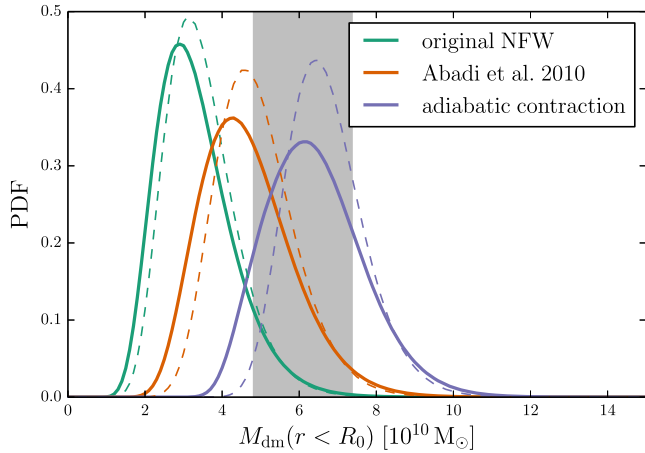 0.5
0.4
0.3
0.2
0.1
0.0
PDF
original NFW
Abadi et al. 2010
adiabatic contraction
0 2 4 6 8 10 12 14
M_dm(r < R_0) [10^10 M_⊙]